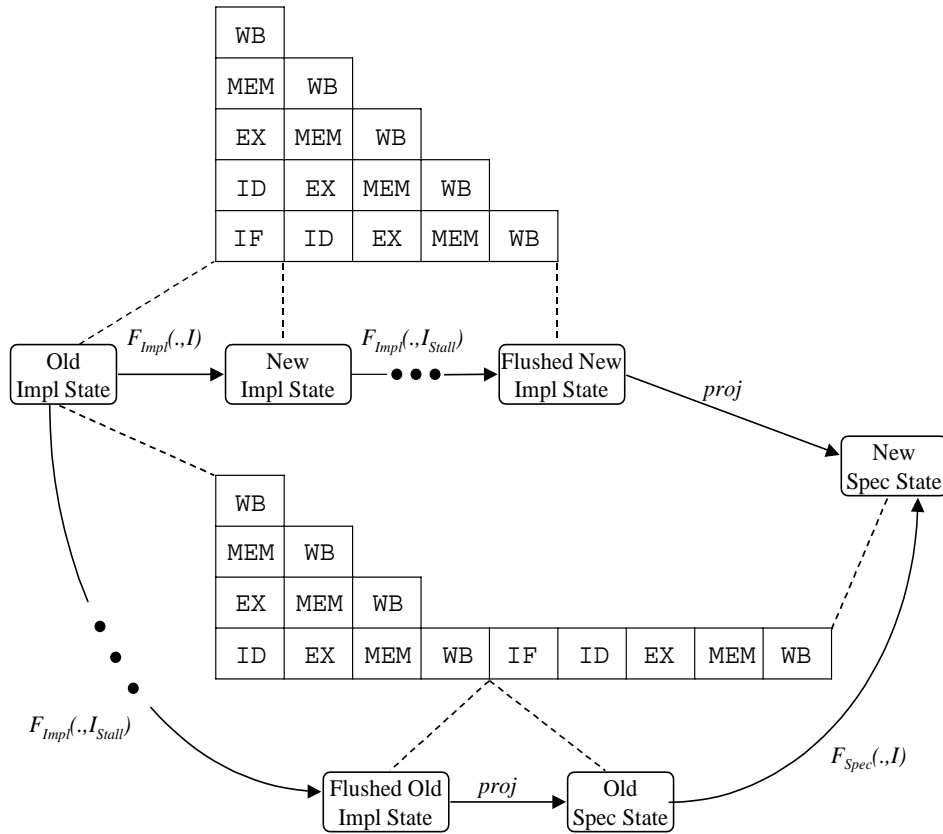 WB
MEM WB
EX MEM WB
ID EX MEM WB
IF ID EX MEM WB
F_Impl(.,I)
F_Impl(.,I_Stall)
Old
Impl State
New
Impl State
Flushed New
Impl State
proj
New
Spec State
WB
MEM WB
EX MEM WB
ID EX MEM WB IF ID EX MEM WB
F_Impl(.,I_Stall)
F_Spec(.,I)
Flushed Old
Impl State
proj
Old
Spec State